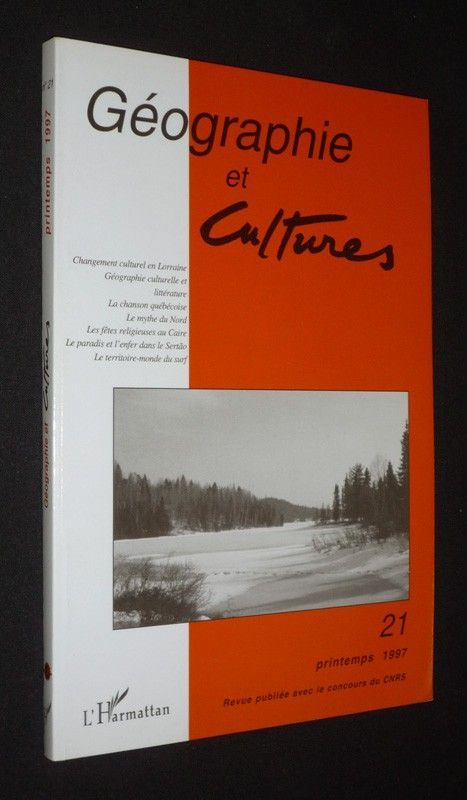 Géographie
et
Cultures
Changement culturel en Lorraine
Géographie culturelle et
littérature
La chanson québécoise
Le mythe du Nord
Les fêtes religieuses au Caire
Le paradis et l'enfer dans le Sertão
Le territoire-monde du surf
21
printemps 1997
Revue publiée avec le concours du CNRS
L'Harmattan
n° 21
printemps 1997
Géographie et Cultures